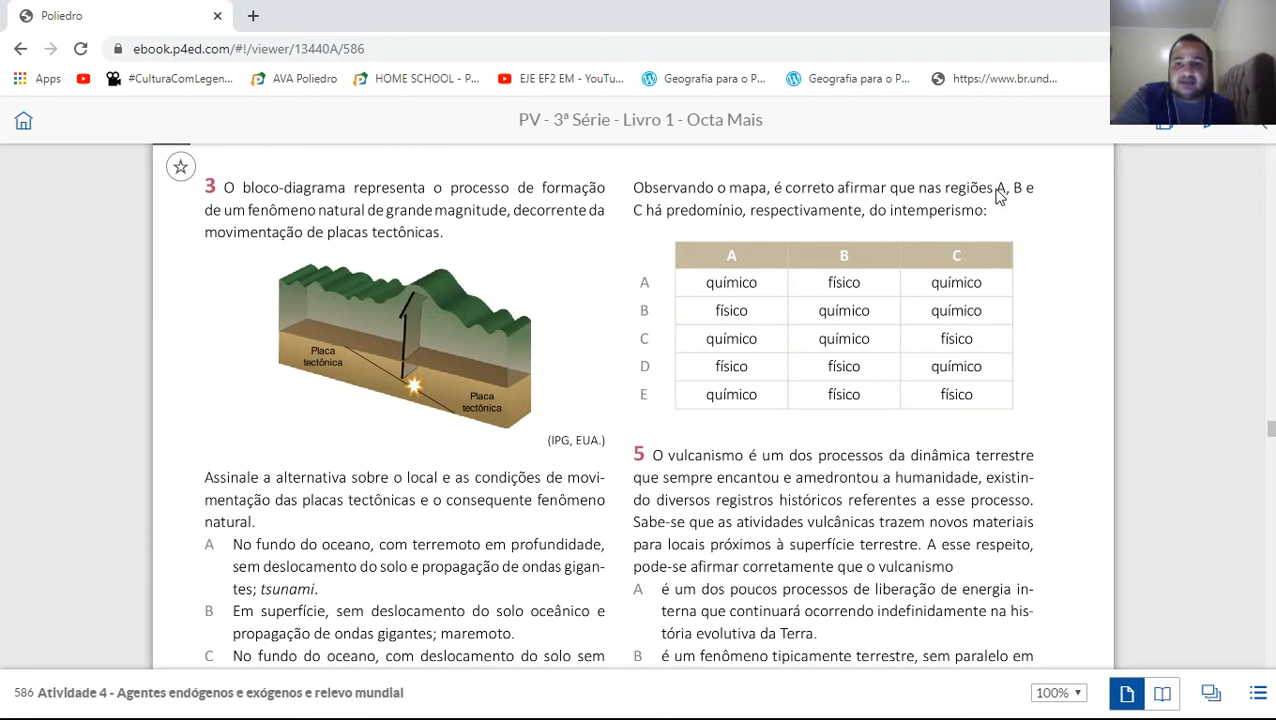 Poliedro
ebook.p4ed.com/#!/viewer/13440A/586
Apps
#CulturaComLegen...
AVA Poliedro
HOME SCHOOL - P...
EJE EF2 EM - YouTu...
Geografia para o P...
Geografia para o P...
https://www.br.und...
PV - 3ª Série - Livro 1 - Octa Mais
3 O bloco-diagrama representa o processo de formação
de um fenômeno natural de grande magnitude, decorrente da
movimentação de placas tectônicas.
Placa
tectônica
Placa
tectônica
(IPG, EUA.)
Assinale a alternativa sobre o local e as condições de movi-
mentação das placas tectônicas e o consequente fenômeno
natural.
A No fundo do oceano, com terremoto em profundidade,
sem deslocamento do solo e propagação de ondas gigan-
tes; tsunami.
B Em superfície, sem deslocamento do solo oceânico e
propagação de ondas gigantes; maremoto.
C No fundo do oceano, com deslocamento do solo sem
Observando o mapa, é correto afirmar que nas regiões A, B e
C há predomínio, respectivamente, do intemperismo:
A B C
A químico físico químico
B físico químico químico
C químico químico físico
D físico físico químico
E químico físico físico
5 O vulcanismo é um dos processos da dinâmica terrestre
que sempre encantou e amedrontou a humanidade, existin-
do diversos registros históricos referentes a esse processo.
Sabe-se que as atividades vulcânicas trazem novos materiais
para locais próximos à superfície terrestre. A esse respeito,
pode-se afirmar corretamente que o vulcanismo
A é um dos poucos processos de liberação de energia in-
terna que continuará ocorrendo indefinidamente na his-
tória evolutiva da Terra.
B é um fenômeno tipicamente terrestre, sem paralelo em
586 Atividade 4 - Agentes endógenos e exógenos e relevo mundial
100%